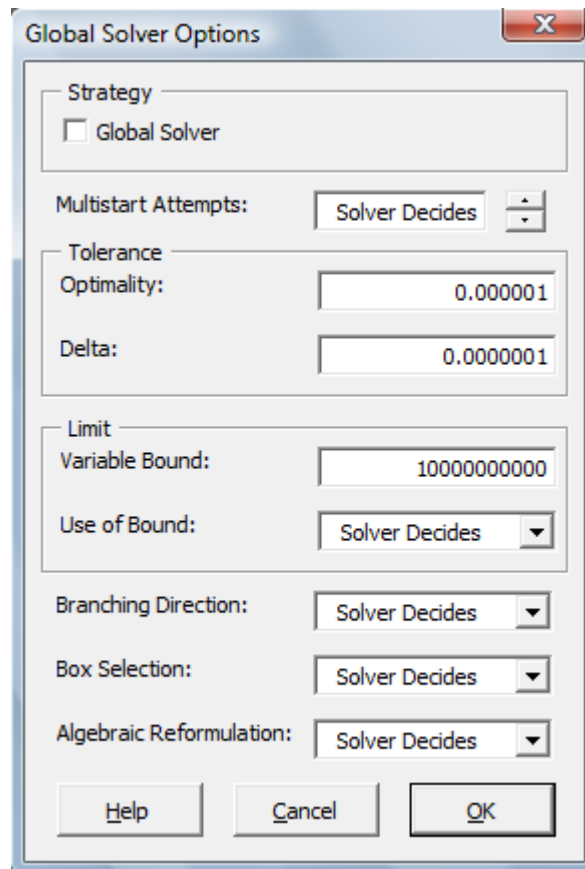 Global Solver Options
Strategy
Global Solver
Multistart Attempts: Solver Decides
Tolerance
Optimality: 0.000001
Delta: 0.0000001
Limit
Variable Bound: 10000000000
Use of Bound: Solver Decides
Branching Direction: Solver Decides
Box Selection: Solver Decides
Algebraic Reformulation: Solver Decides
Help Cancel OK